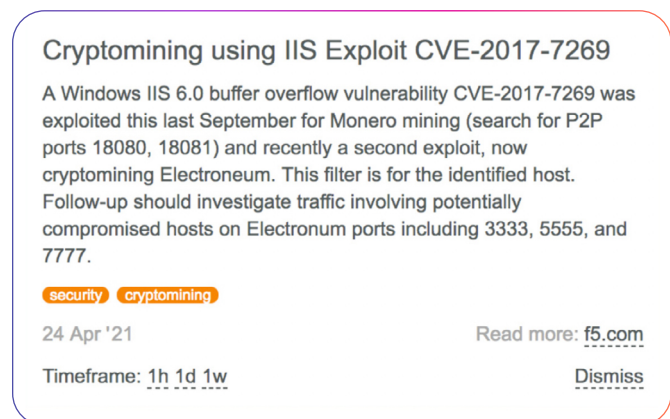 Cryptomining using IIS Exploit CVE-2017-7269
A Windows IIS 6.0 buffer overflow vulnerability CVE-2017-7269 was
exploited this last September for Monero mining (search for P2P
ports 18080, 18081) and recently a second exploit, now
cryptomining Electroneum. This filter is for the identified host.
Follow-up should investigate traffic involving potentially
compromised hosts on Electronum ports including 3333, 5555, and
7777.
security cryptomining
24 Apr '21 Read more: f5.com
Timeframe: 1h 1d 1w Dismiss